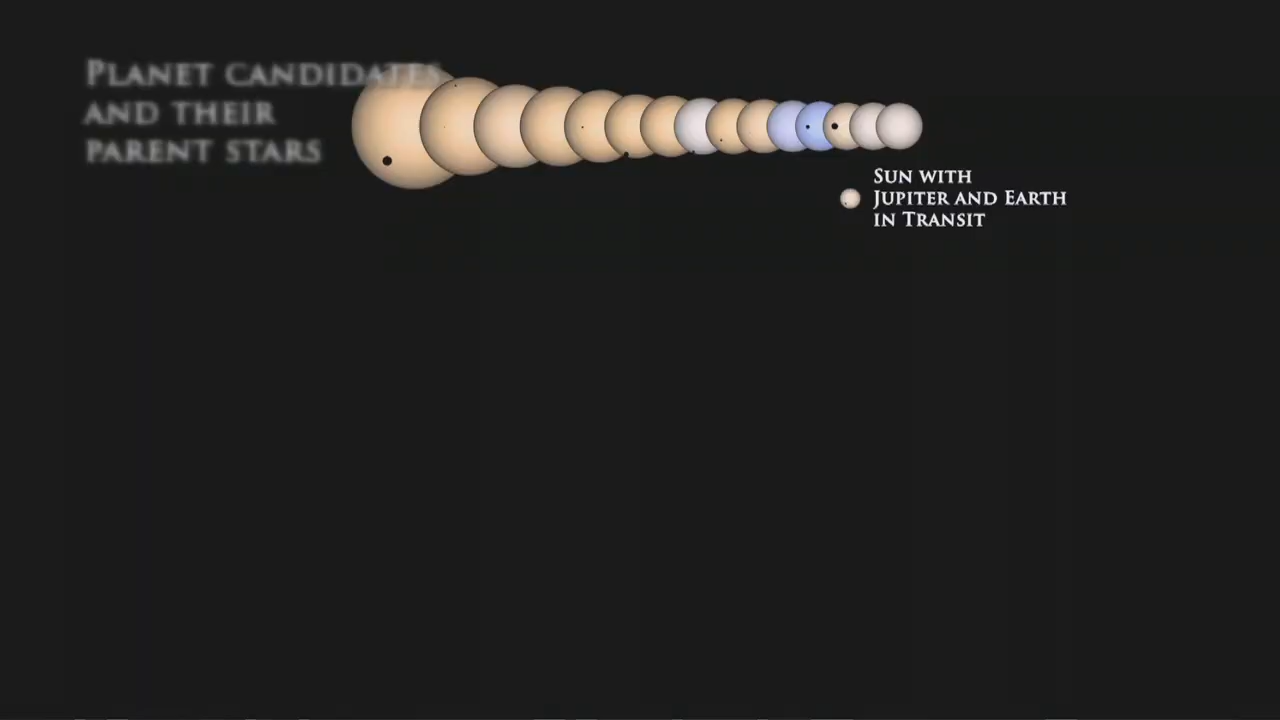 Planet candidates
and their
parent stars
Sun with
Jupiter and Earth
in Transit